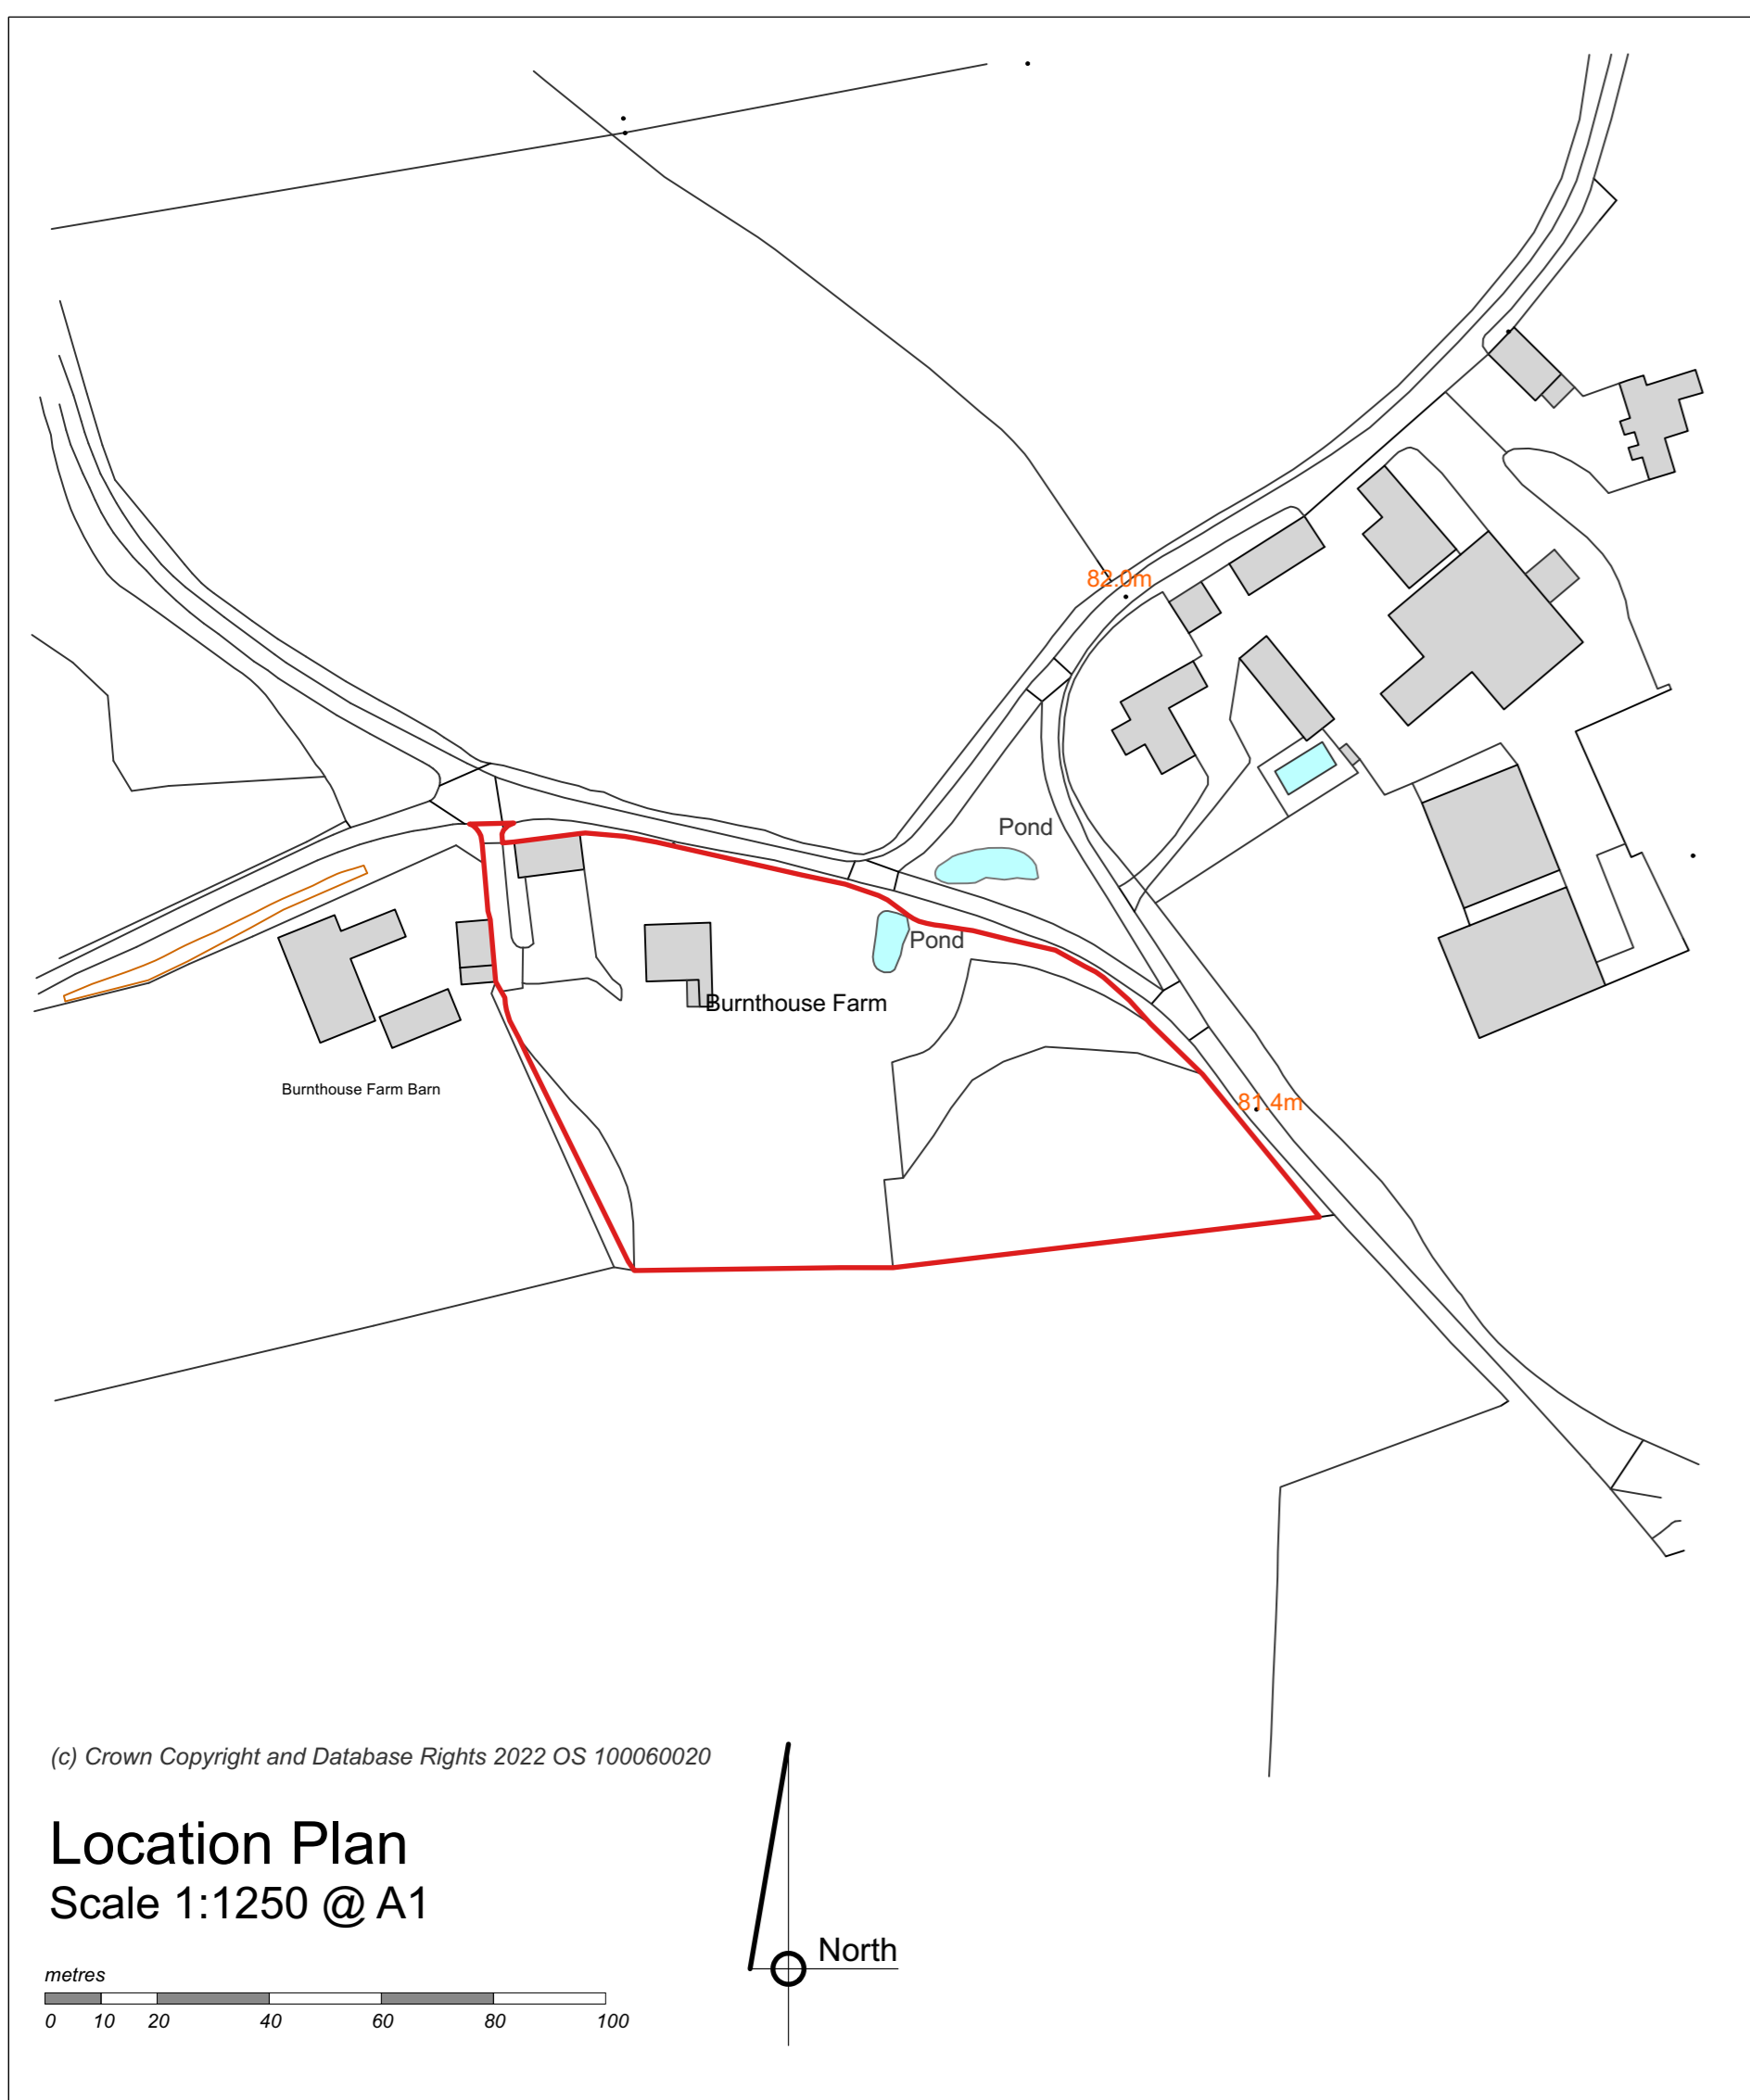 82.0m
Pond
Pond
Burnthouse Farm
Burnthouse Farm Barn
81.4m
(c) Crown Copyright and Database Rights 2022 OS 100060020
Location Plan
Scale 1:1250 @ A1
North
metres
0 10 20 40 60 80 100